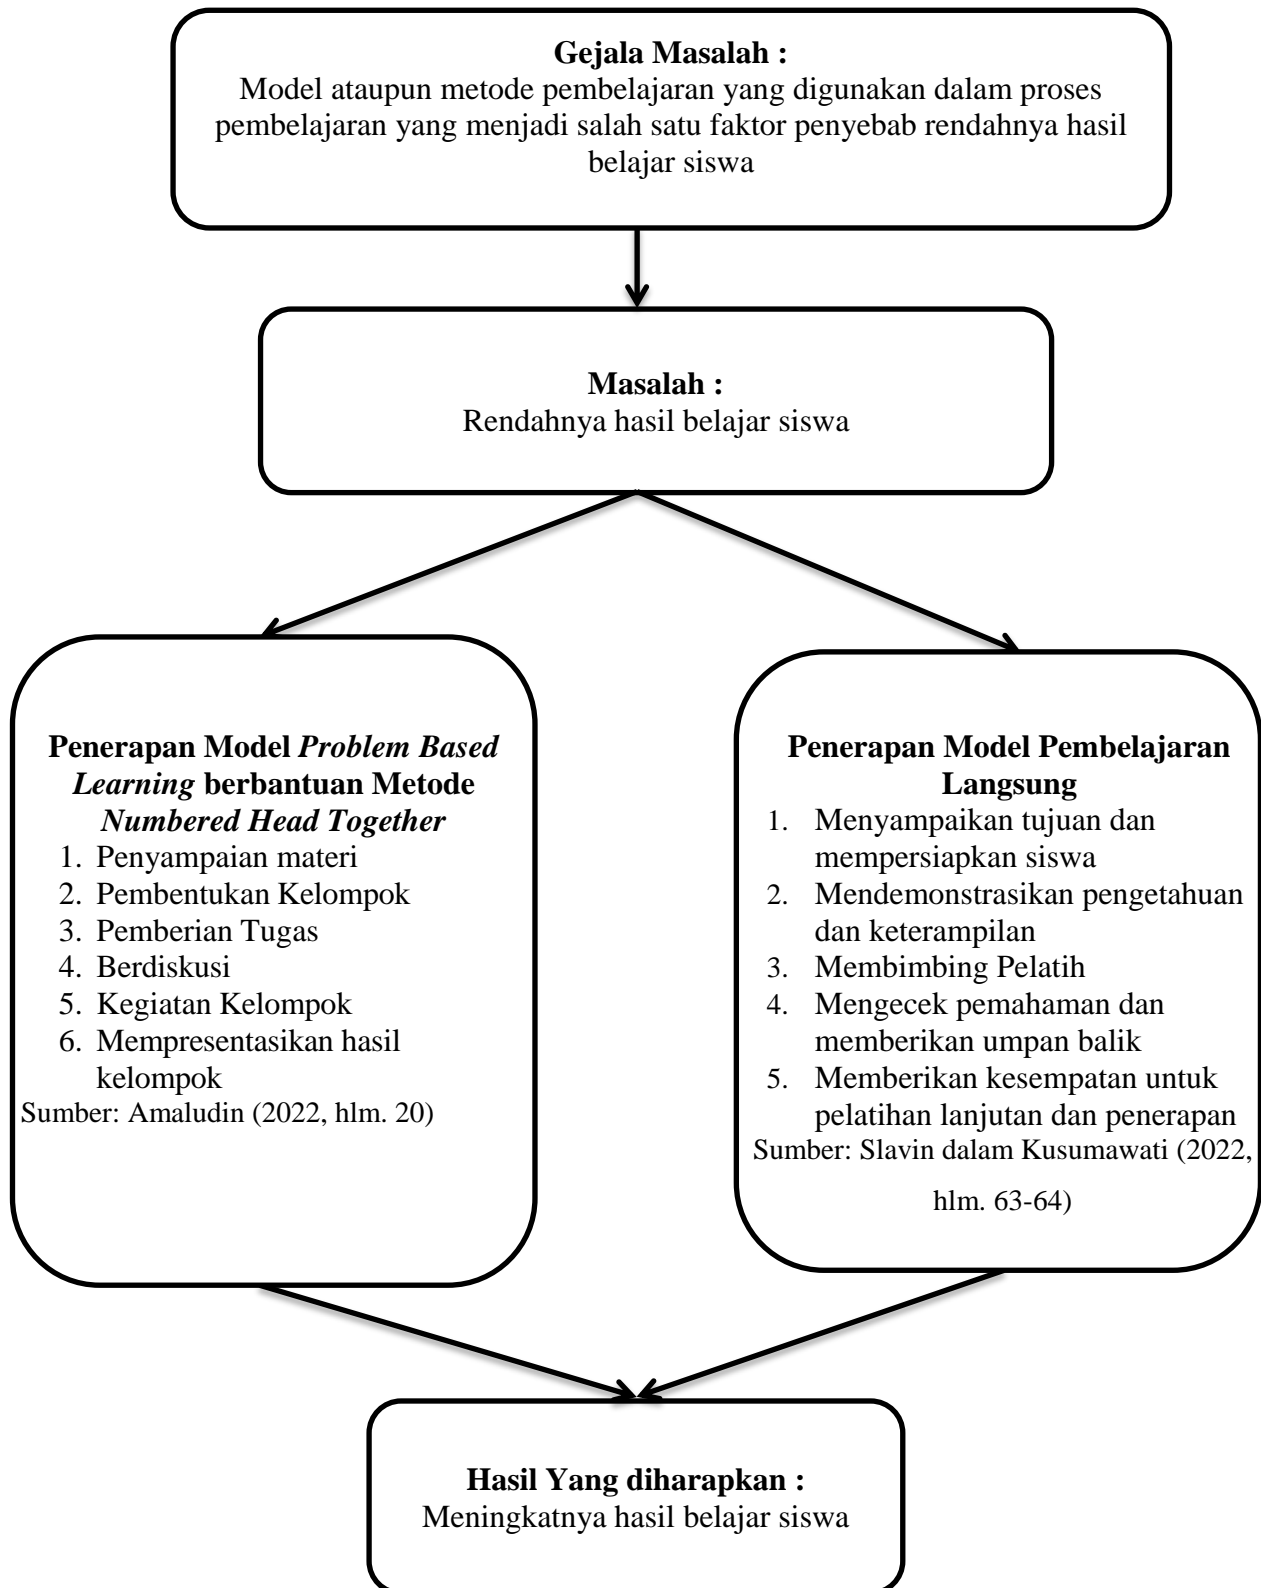 Gejala Masalah :
Model ataupun metode pembelajaran yang digunakan dalam proses
pembelajaran yang menjadi salah satu faktor penyebab rendahnya hasil
belajar siswa
Masalah :
Rendahnya hasil belajar siswa
Penerapan Model Problem Based
Learning berbantuan Metode
Numbered Head Together
1. Penyampaian materi
2. Pembentukan Kelompok
3. Pemberian Tugas
4. Berdiskusi
5. Kegiatan Kelompok
6. Mempresentasikan hasil
kelompok
Sumber: Amaludin (2022, hlm. 20)
Penerapan Model Pembelajaran
Langsung
1. Menyampaikan tujuan dan
mempersiapkan siswa
2. Mendemonstrasikan pengetahuan
dan keterampilan
3. Membimbing Pelatih
4. Mengecek pemahaman dan
memberikan umpan balik
5. Memberikan kesempatan untuk
pelatihan lanjutan dan penerapan
Sumber: Slavin dalam Kusumawati (2022,
hlm. 63-64)
Hasil Yang diharapkan :
Meningkatnya hasil belajar siswa